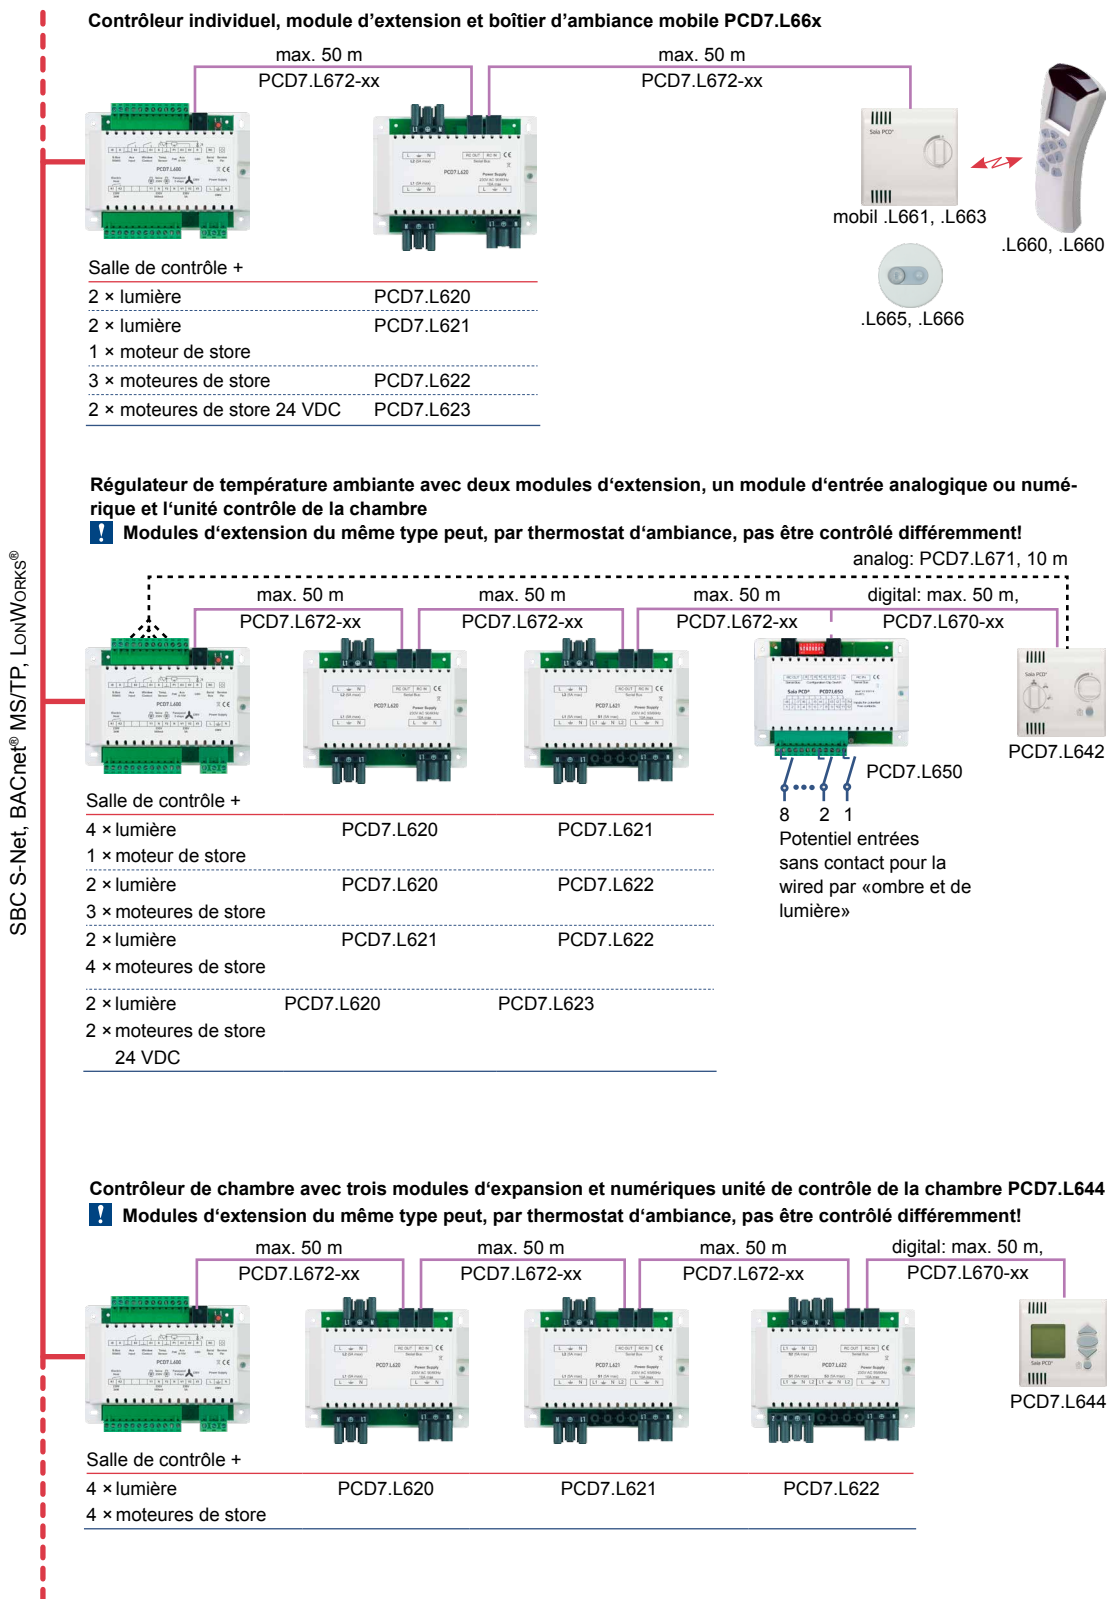 Contrôleur individuel, module d'extension et boîtier d'ambiance mobile PCD7.L66x
max. 50 m
max. 50 m
PCD7.L672-xx
PCD7.L672-xx
mobil .L661, .L663
.L660, .L660
.L665, .L666
Salle de contrôle +
2 × lumière PCD7.L620
2 × lumière PCD7.L621
1 × moteur de store
3 × moteures de store PCD7.L622
2 × moteures de store 24 VDC PCD7.L623
SBC S-Net, BACnet® MS/TP, LonWorks®
Régulateur de température ambiante avec deux modules d‘extension, un module d‘entrée analogique ou numé-
rique et l‘unité contrôle de la chambre
! Modules d‘extension du même type peut, par thermostat d‘ambiance, pas être contrôlé différemment!
analog: PCD7.L671, 10 m
max. 50 m max. 50 m max. 50 m digital: max. 50 m,
PCD7.L672-xx PCD7.L672-xx PCD7.L672-xx PCD7.L670-xx
PCD7.L642
PCD7.L650
8 2 1
Potentiel entrées
sans contact pour la
wired par «ombre et de
lumière»
Salle de contrôle +
4 × lumière PCD7.L620 PCD7.L621
1 × moteur de store
2 × lumière PCD7.L620 PCD7.L622
3 × moteures de store
2 × lumière PCD7.L621 PCD7.L622
4 × moteures de store
2 × lumière PCD7.L620 PCD7.L623
2 × moteures de store
24 VDC
Contrôleur de chambre avec trois modules d‘expansion et numériques unité de contrôle de la chambre PCD7.L644
! Modules d‘extension du même type peut, par thermostat d‘ambiance, pas être contrôlé différemment!
max. 50 m max. 50 m max. 50 m digital: max. 50 m,
PCD7.L672-xx PCD7.L672-xx PCD7.L672-xx PCD7.L670-xx
PCD7.L644
Salle de contrôle +
4 × lumière PCD7.L620 PCD7.L621 PCD7.L622
4 × moteures de store